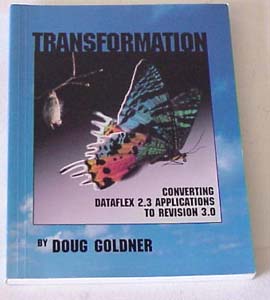 TRANSFORMATION
CONVERTING
DATAFLEX 2.3 APPLICATIONS
TO REVISION 3.0
BY DOUG GOLDNER